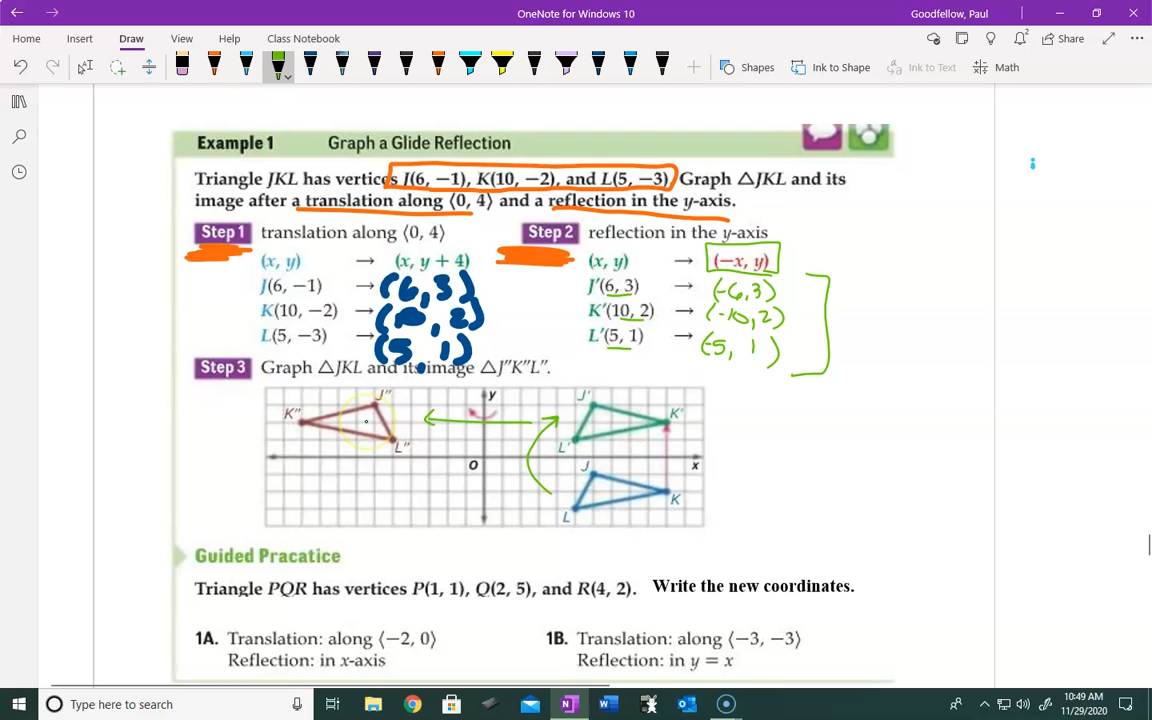 OneNote for Windows 10
Goodfellow, Paul
Home Insert Draw View Help Class Notebook
Share
Shapes Ink to Shape Ink to Text Math
Example 1 Graph a Glide Reflection
Triangle JKL has vertices J(6, −1), K(10, −2), and L(5, −3). Graph △JKL and its
image after a translation along ⟨0, 4⟩ and a reflection in the y-axis.
Step 1 translation along ⟨0, 4⟩
(x, y) → (x, y + 4)
J(6, −1) → (6, 3)
K(10, −2) → (10, 2)
L(5, −3) → (5, 1)
Step 2 reflection in the y-axis
(x, y) → (−x, y)
J′(6, 3) → (-6, 3)
K′(10, 2) → (-10, 2)
L′(5, 1) → (-5, 1)
Step 3 Graph △JKL and its image △J″K″L″.
J″ y J′
K″ K′
L″ L′
O J x
K
L
Guided Pracatice
Triangle PQR has vertices P(1, 1), Q(2, 5), and R(4, 2). Write the new coordinates.
1A. Translation: along ⟨−2, 0⟩
Reflection: in x-axis
1B. Translation: along ⟨−3, −3⟩
Reflection: in y = x
Type here to search
10:49 AM
11/29/2020